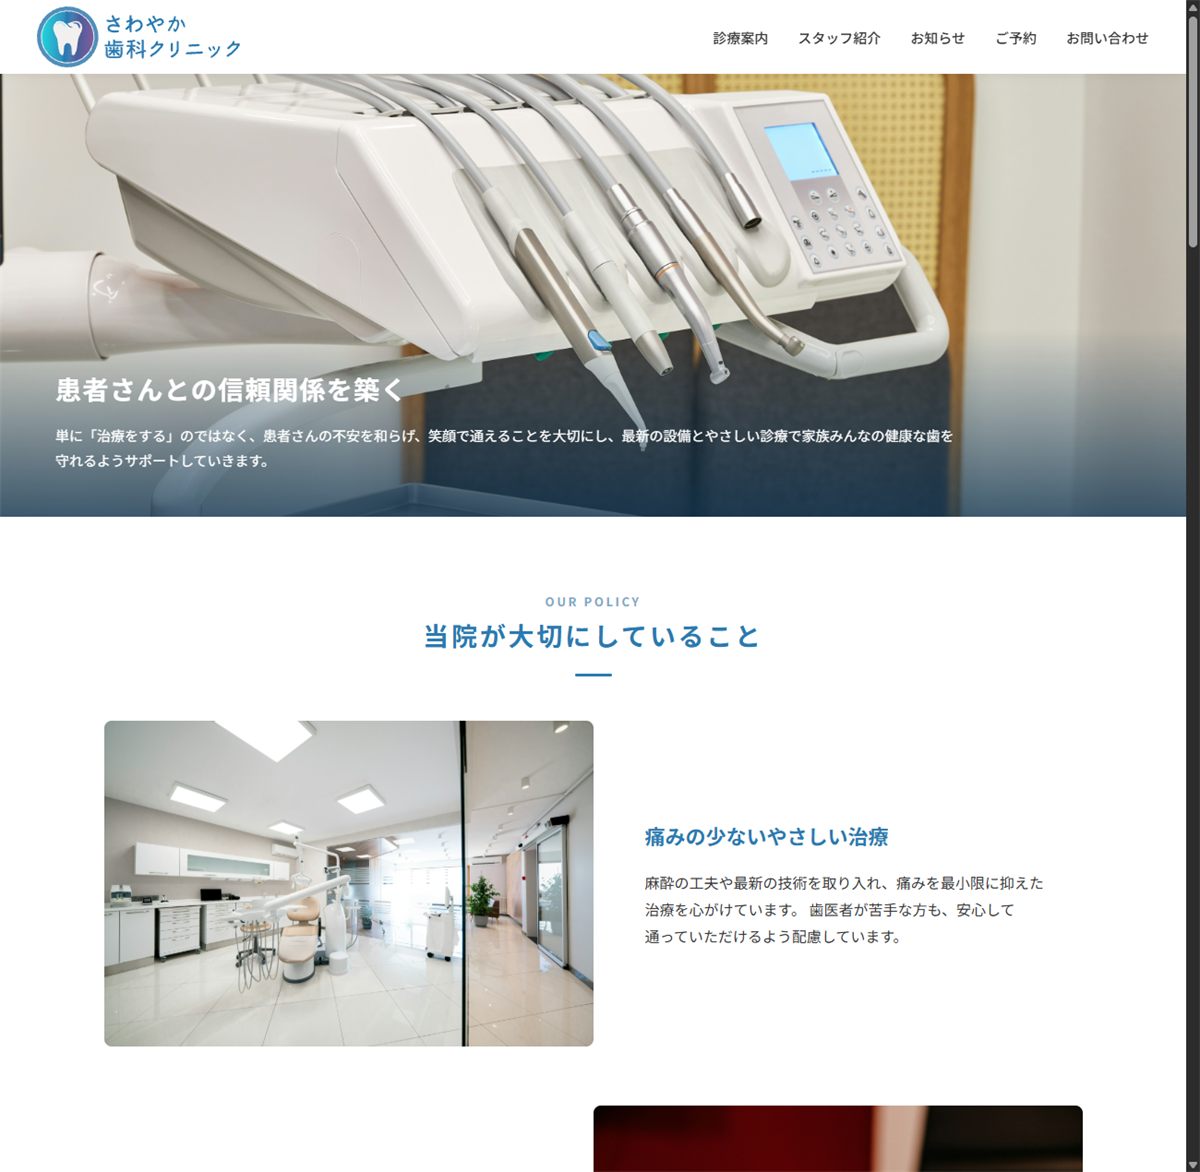 さわやか
歯科クリニック
診療案内 スタッフ紹介 お知らせ ご予約 お問い合わせ
患者さんとの信頼関係を築く
単に「治療をする」のではなく、患者さんの不安を和らげ、笑顔で通えることを大切にし、最新の設備とやさしい診療で家族みんなの健康な歯を
守れるようサポートしていきます。
OUR POLICY
当院が大切にしていること
痛みの少ないやさしい治療
麻酔の工夫や最新の技術を取り入れ、痛みを最小限に抑えた
治療を心がけています。 歯医者が苦手な方も、安心して
通っていただけるよう配慮しています。